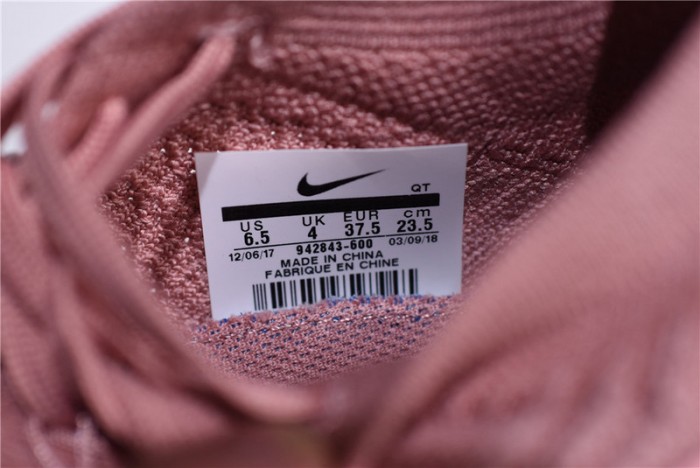 QT
US UK EUR cm
6.5 4 37.5 23.5
12/06/17 942843-600 03/09/18
MADE IN CHINA
FABRIQUE EN CHINE